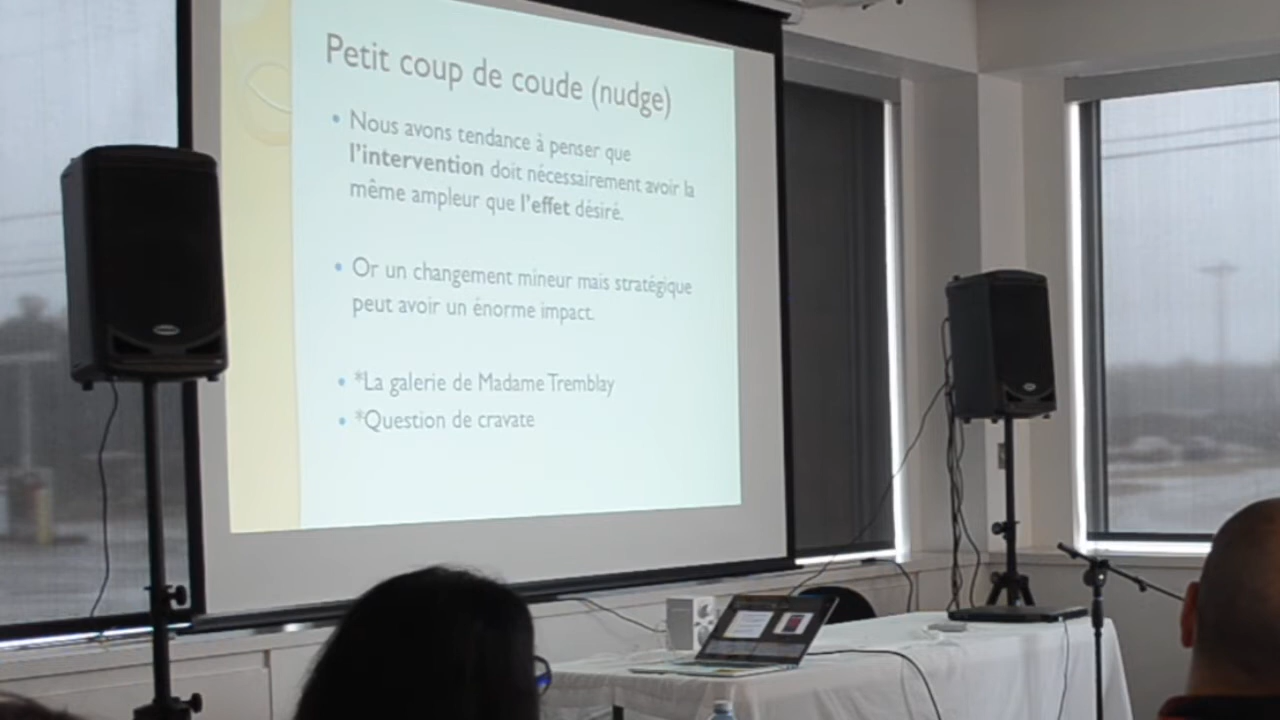 Petit coup de coude (nudge)
• Nous avons tendance à penser que
l'intervention doit nécessairement avoir la
même ampleur que l'effet désiré.
• Or un changement mineur mais stratégique
peut avoir un énorme impact.
• *La galerie de Madame Tremblay
• *Question de cravate